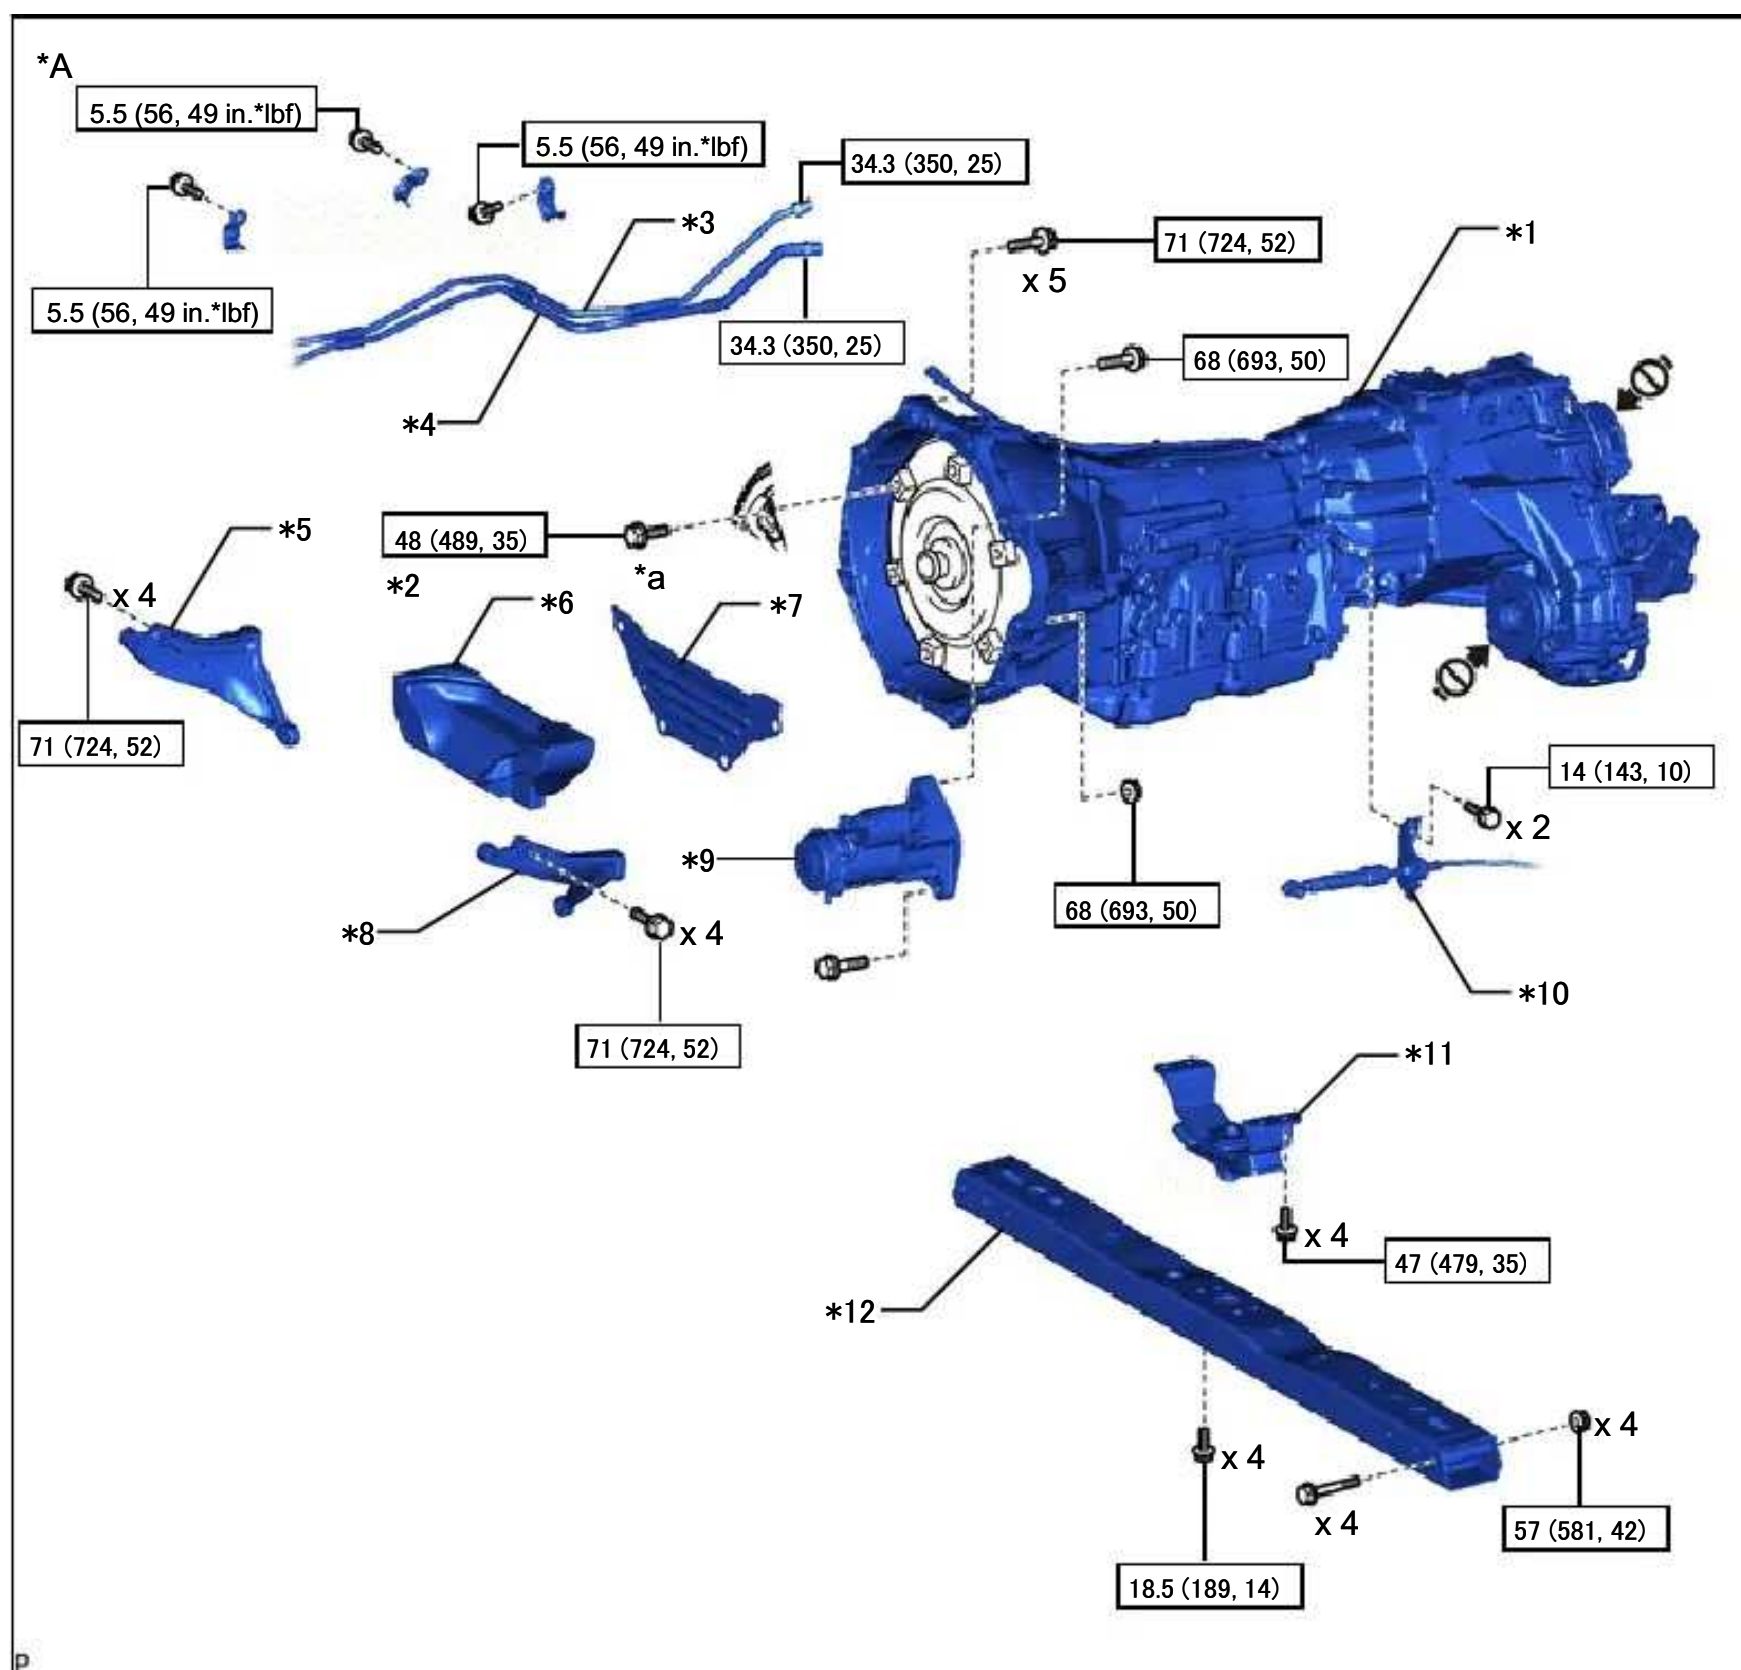 *A
5.5 (56, 49 in.*lbf)
5.5 (56, 49 in.*lbf)
34.3 (350, 25)
*3
71 (724, 52)
*1
x 5
5.5 (56, 49 in.*lbf)
34.3 (350, 25)
68 (693, 50)
*4
*5
48 (489, 35)
*a
*2
x 4
*6
*7
71 (724, 52)
14 (143, 10)
x 2
*9
*8
x 4
68 (693, 50)
*10
71 (724, 52)
*11
x 4
47 (479, 35)
*12
x 4
x 4
x 4
57 (581, 42)
18.5 (189, 14)
P